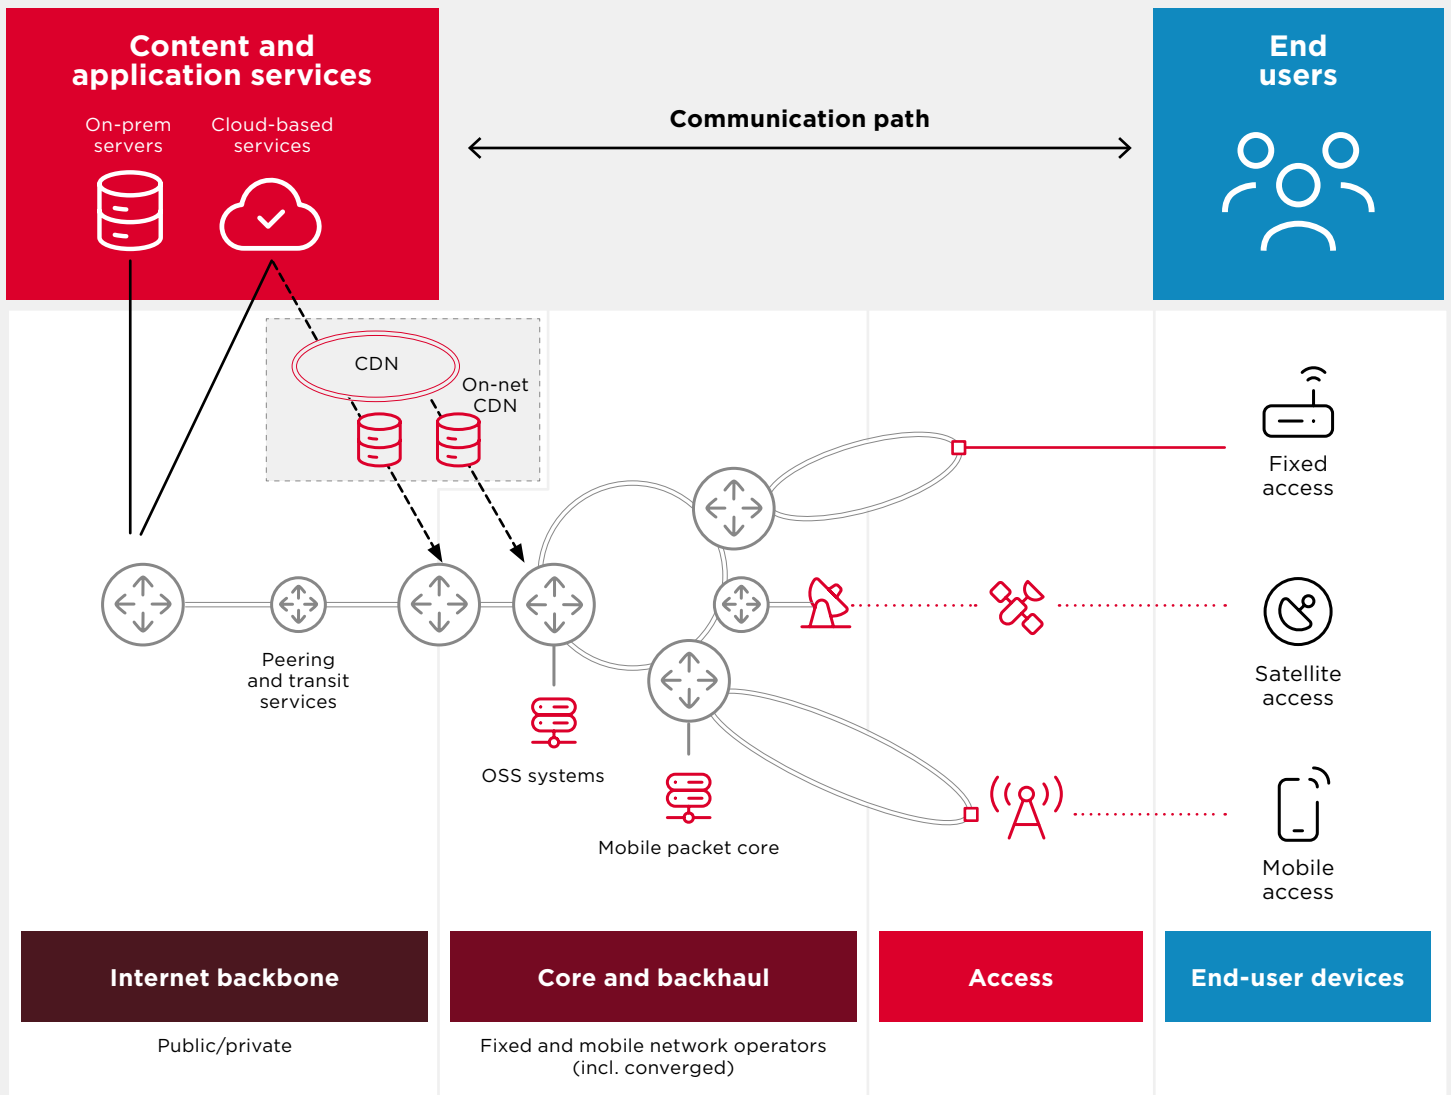 Content and
application services
On-prem
servers
Cloud-based
services
Communication path
End
users
CDN
On-net
CDN
Fixed
access
Peering
and transit
services
Satellite
access
OSS systems
Mobile packet core
Mobile
access
Internet backbone
Core and backhaul
Access
End-user devices
Public/private
Fixed and mobile network operators
(incl. converged)